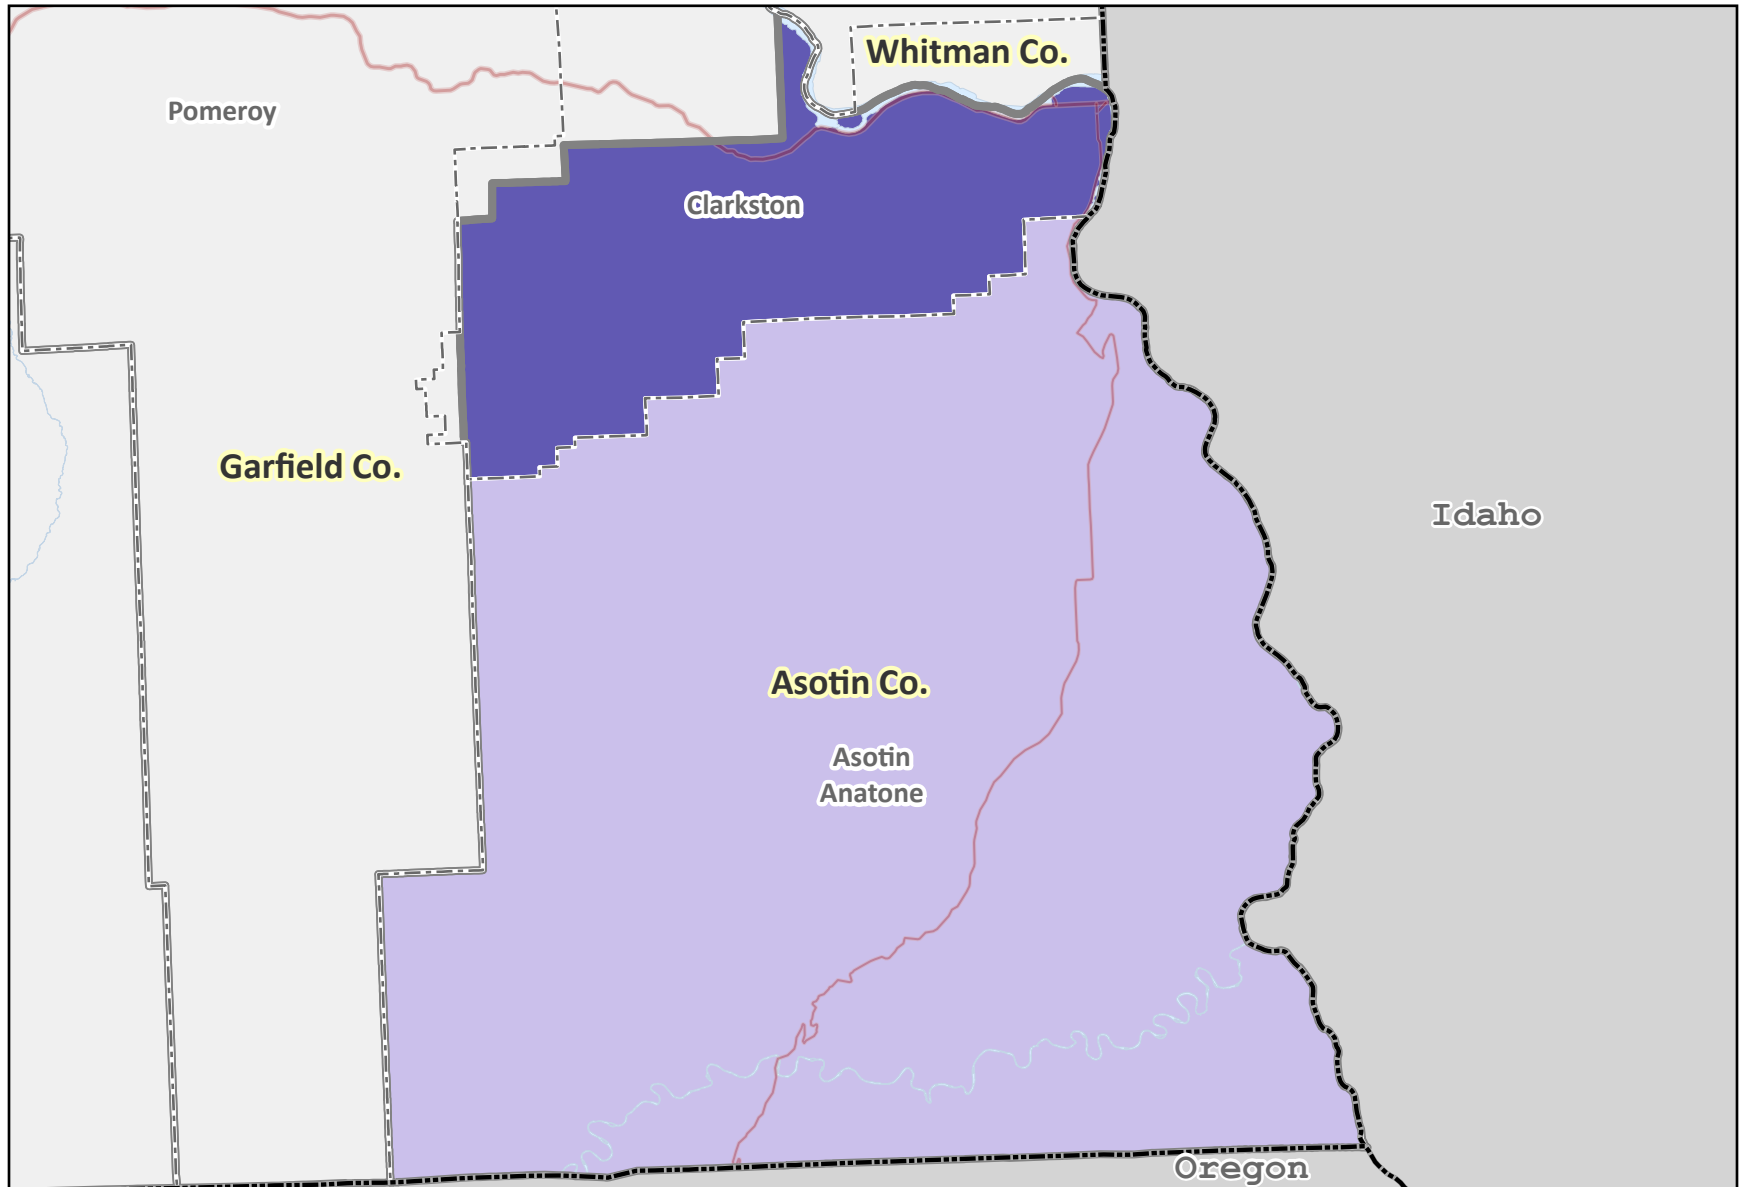 Whitman Co.
Pomeroy
Clarkston
Garfield Co.
Idaho
Asotin Co.
Asotin
Anatone
Oregon